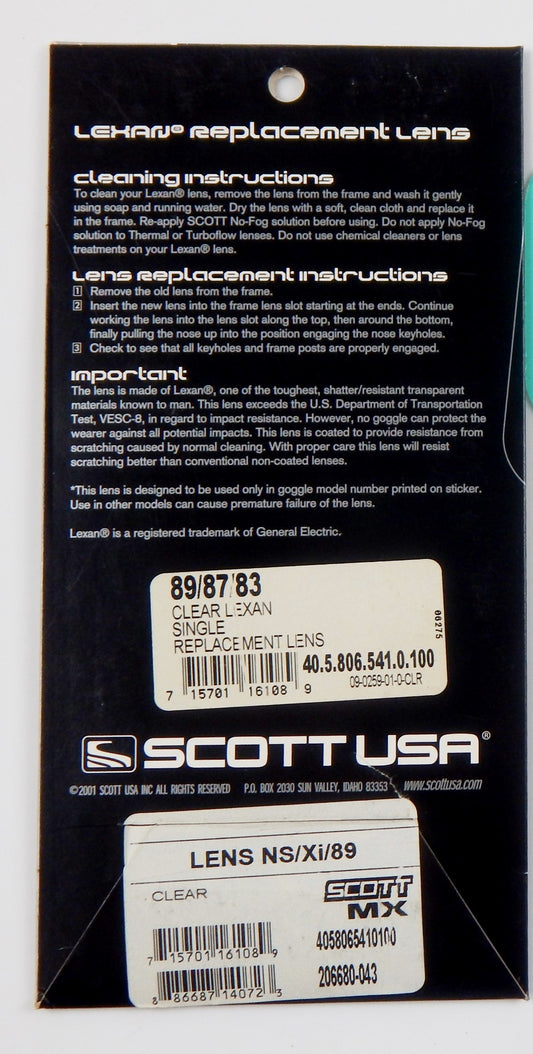 Lexan® Replacement Lens
cleaning instructions
To clean your Lexan® lens, remove the lens from the frame and wash it gently
using soap and running water. Dry the lens with a soft, clean cloth and replace it
in the frame. Re-apply SCOTT No-Fog solution before using. Do not apply No-Fog
solution to Thermal or Turboflow lenses. Do not use chemical cleaners or lens
treatments on your Lexan® lens.
Lens Replacement Instructions
1 Remove the old lens from the frame.
2 Insert the new lens into the frame lens slot starting at the ends. Continue
working the lens into the lens slot along the top, then around the bottom,
finally pulling the nose up into the position engaging the nose keyholes.
3 Check to see that all keyholes and frame posts are properly engaged.
important
The lens is made of Lexan®, one of the toughest, shatter/resistant transparent
materials known to man. This lens exceeds the U.S. Department of Transportation
Test, VESC-8, in regard to impact resistance. However, no goggle can protect the
wearer against all potential impacts. This lens is coated to provide resistance from
scratching caused by normal cleaning. With proper care this lens will resist
scratching better than conventional non-coated lenses.
*This lens is designed to be used only in goggle model number printed on sticker.
Use in other models can cause premature failure of the lens.
Lexan® is a registered trademark of General Electric.
89/87/83
CLEAR LEXAN
SINGLE
REPLACEMENT LENS
06275
40.5.806.541.0.100
09-0259-01-0-CLR
7 15701 16108 9
SCOTT USA®
©2001 SCOTT USA INC ALL RIGHTS RESERVED P.O. BOX 2030 SUN VALLEY, IDAHO 83353 www.scottusa.com
LENS NS/Xi/89
CLEAR
SCOTT
MX
7 15701 16108 9
4058065410100
8 86687 14072 3
206680-043